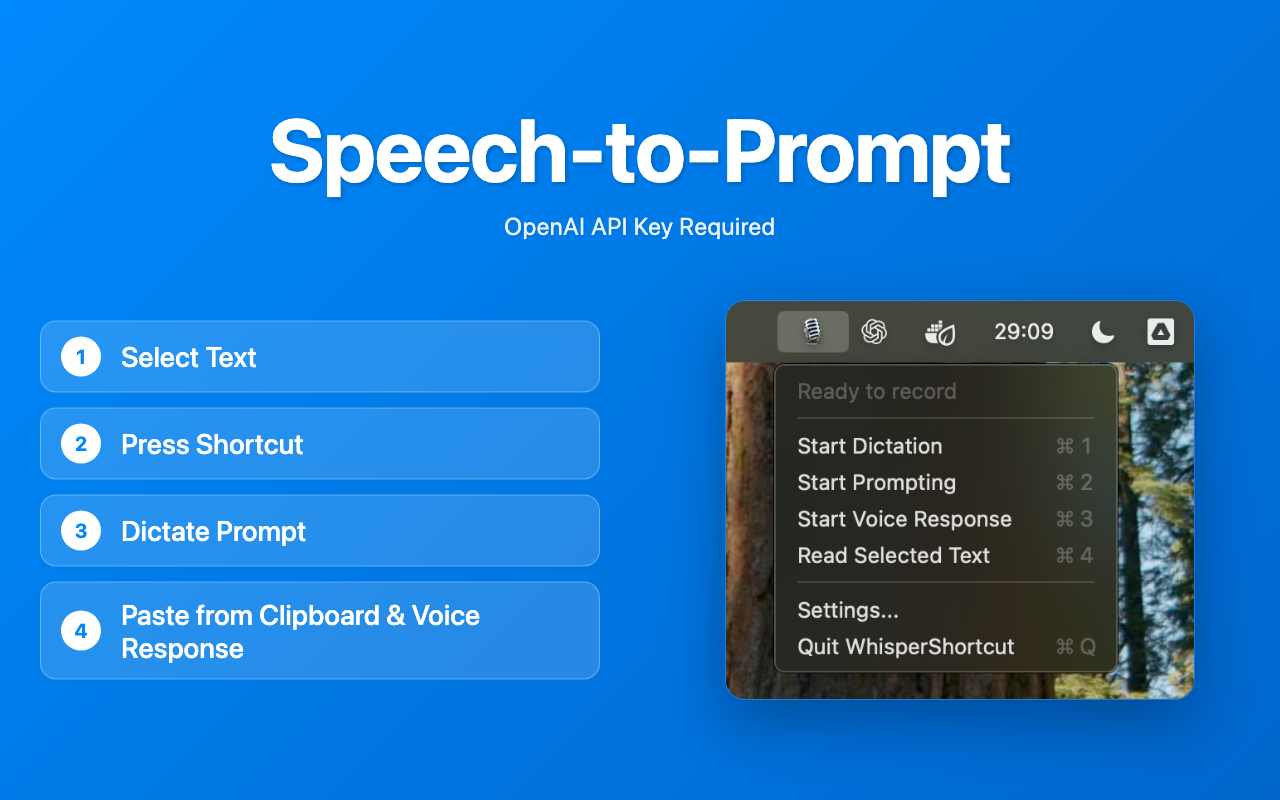 Speech-to-Prompt
OpenAI API Key Required
1 Select Text
2 Press Shortcut
3 Dictate Prompt
4 Paste from Clipboard & Voice
Response
29:09
Ready to record
Start Dictation ⌘ 1
Start Prompting ⌘ 2
Start Voice Response ⌘ 3
Read Selected Text ⌘ 4
Settings...
Quit WhisperShortcut ⌘ Q